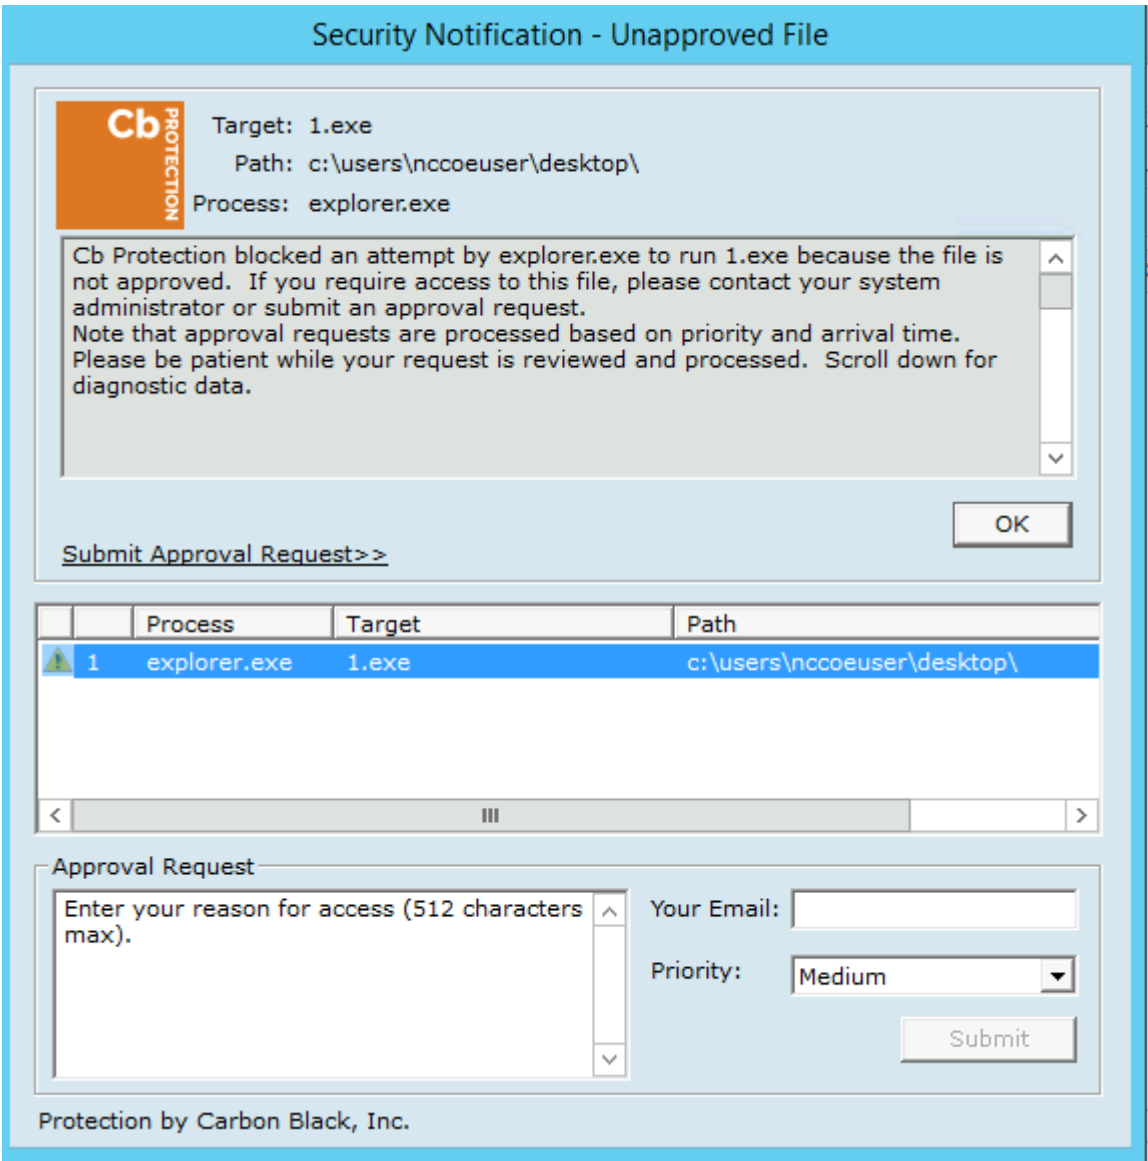 Security Notification - Unapproved File
Cb PROTECTION
Target: 1.exe
Path: c:\users\nccoeuser\desktop\
Process: explorer.exe
Cb Protection blocked an attempt by explorer.exe to run 1.exe because the file is
not approved.  If you require access to this file, please contact your system
administrator or submit an approval request.
Note that approval requests are processed based on priority and arrival time.
Please be patient while your request is reviewed and processed.  Scroll down for
diagnostic data.
OK
Submit Approval Request>>
Process Target Path
1 explorer.exe 1.exe c:\users\nccoeuser\desktop\
Approval Request
Enter your reason for access (512 characters
max).
Your Email:
Priority: Medium
Submit
Protection by Carbon Black, Inc.